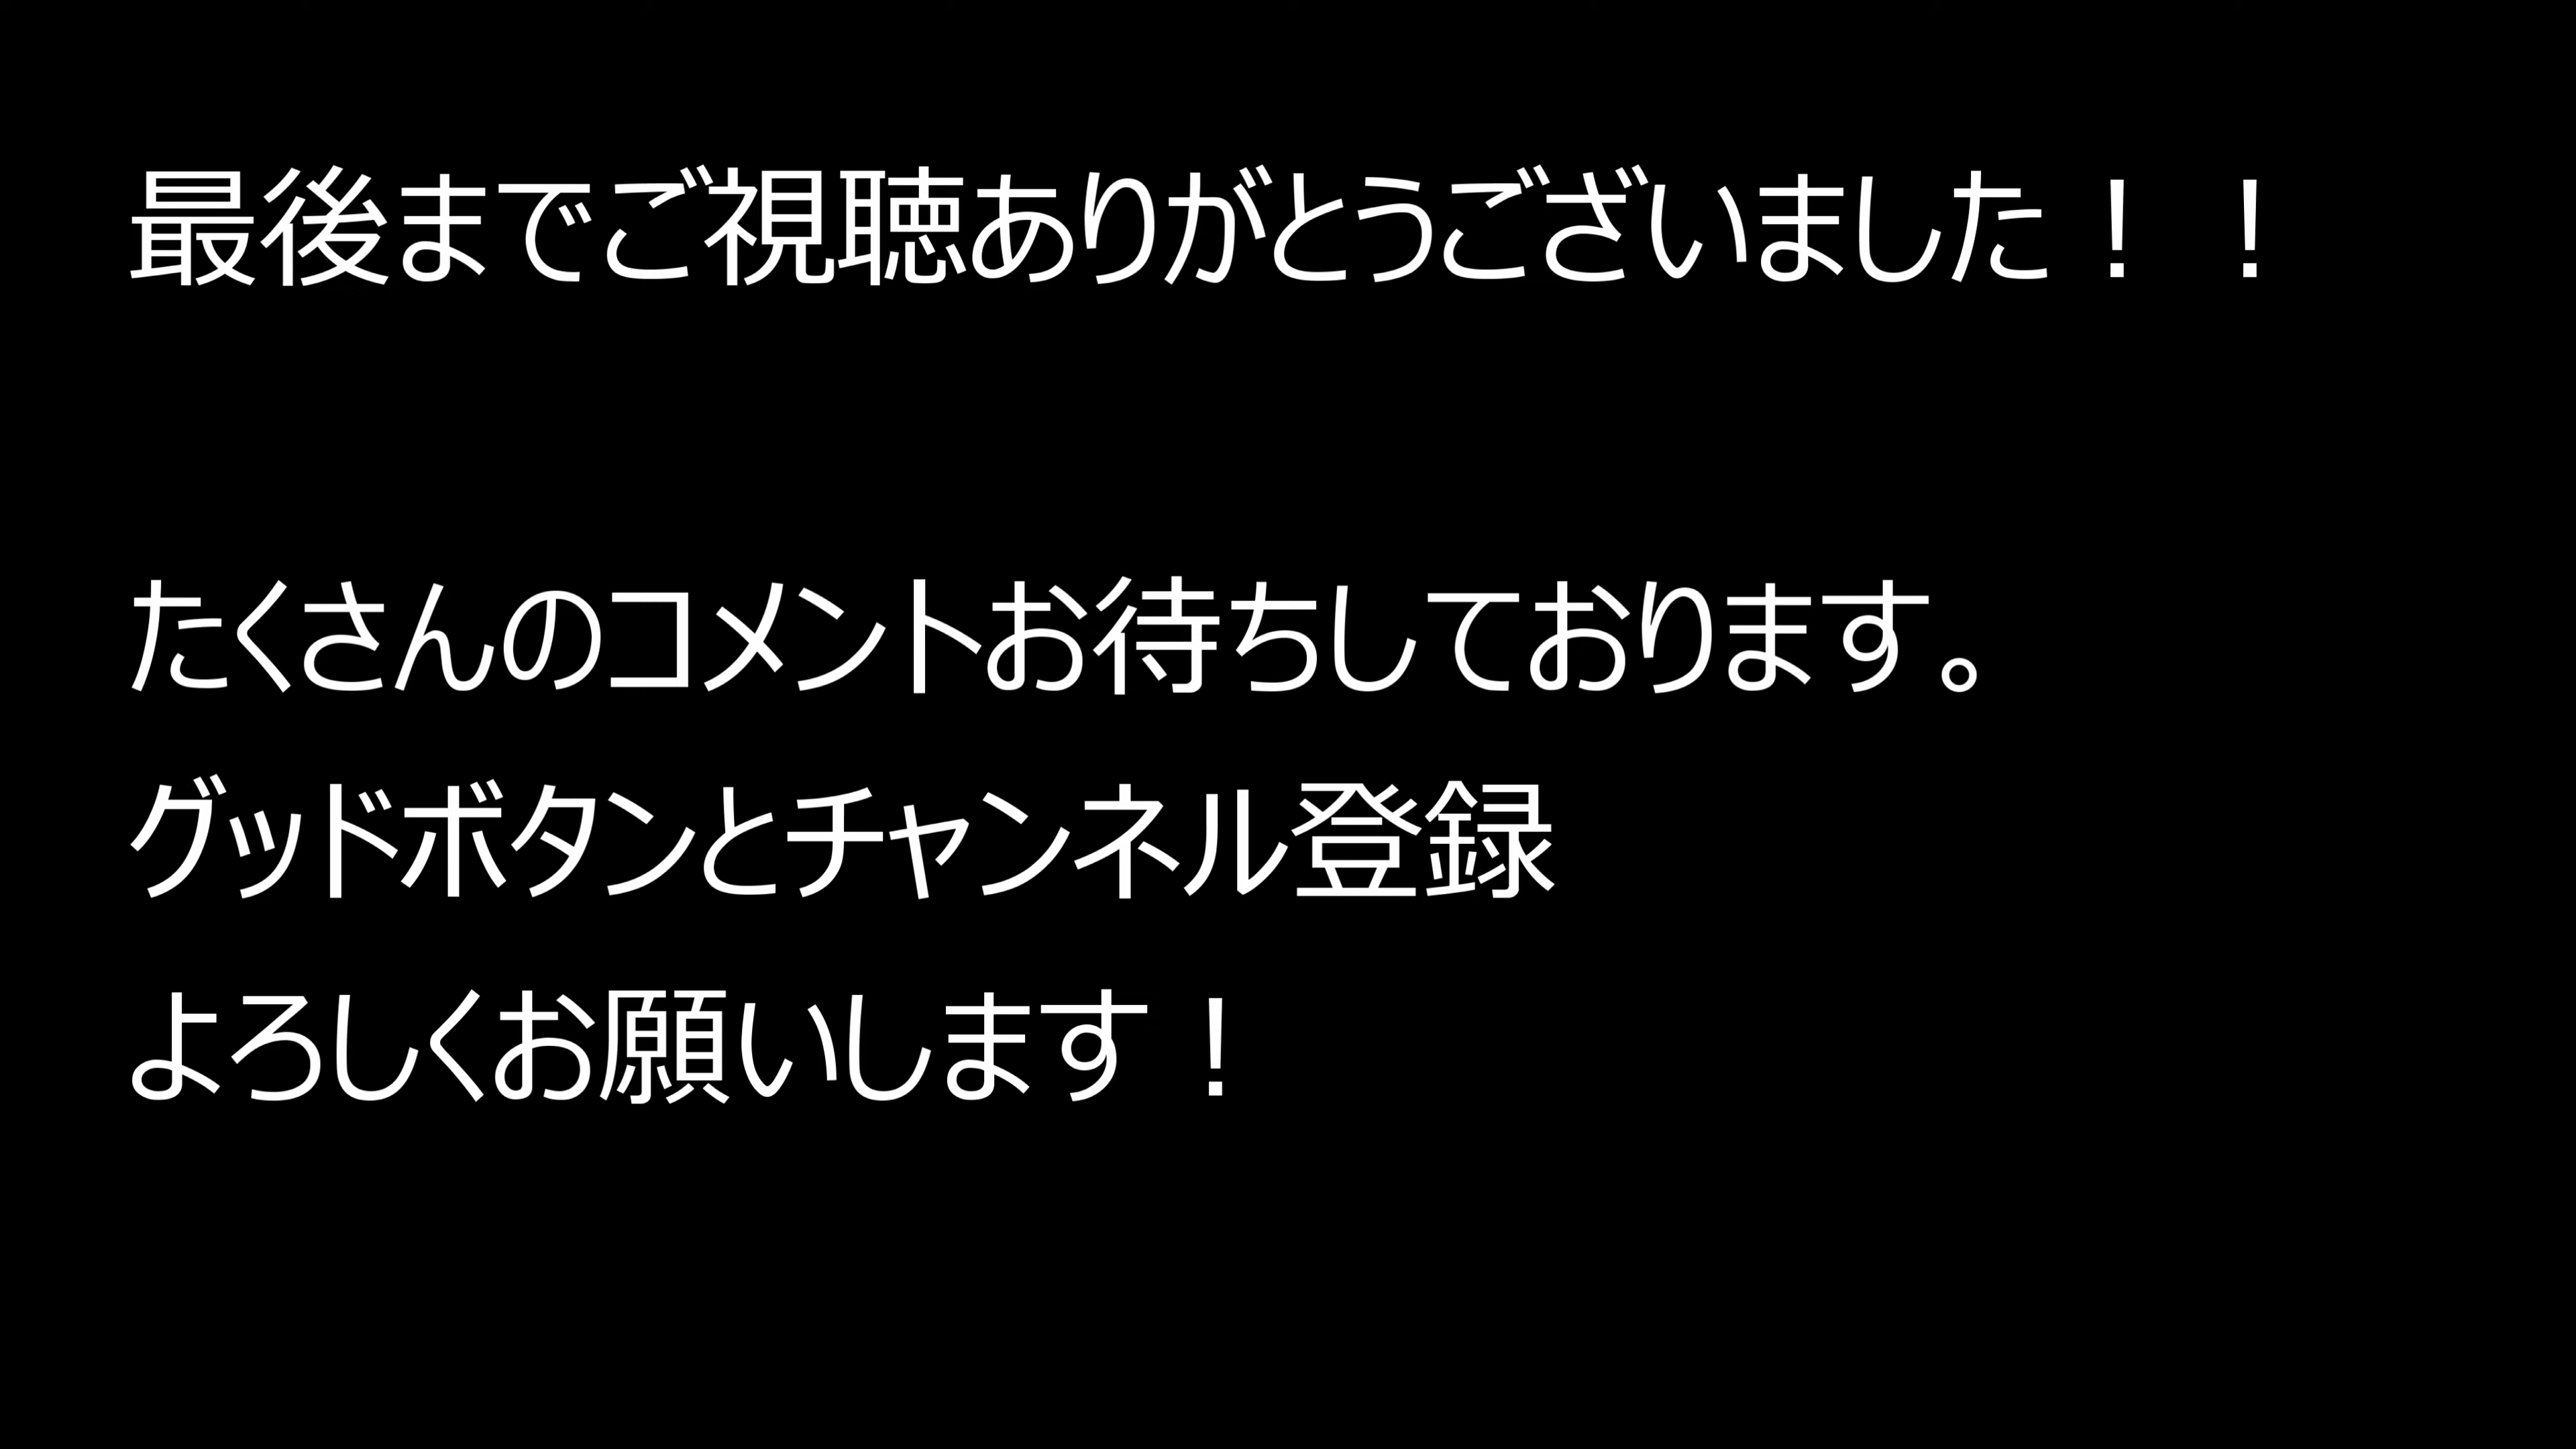 最後までご視聴ありがとうございました！！
たくさんのコメントお待ちしております。
グッドボタンとチャンネル登録
よろしくお願いします！